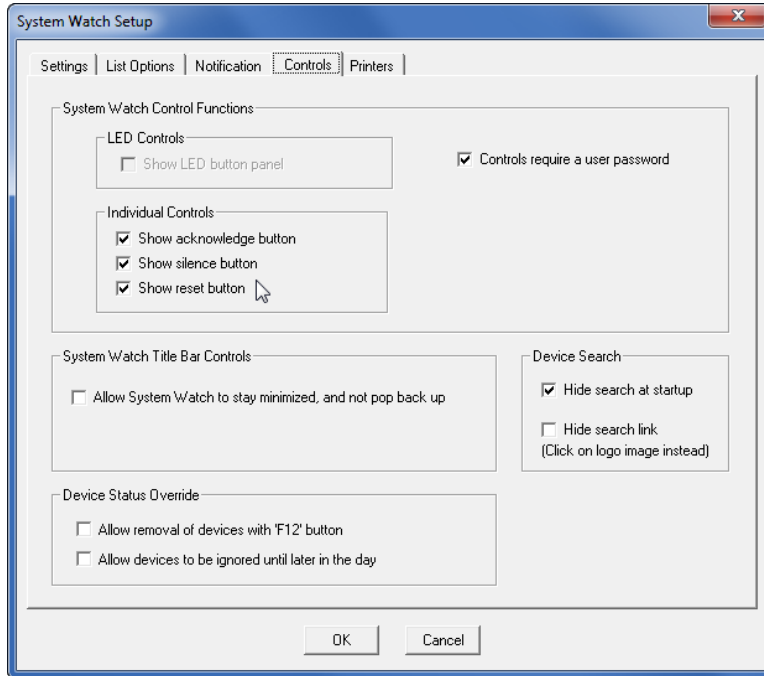 System Watch Setup
Settings
List Options
Notification
Controls
Printers
System Watch Control Functions
LED Controls
Show LED button panel
Controls require a user password
Individual Controls
Show acknowledge button
Show silence button
Show reset button
System Watch Title Bar Controls
Allow System Watch to stay minimized, and not pop back up
Device Search
Hide search at startup
Hide search link
(Click on logo image instead)
Device Status Override
Allow removal of devices with 'F12' button
Allow devices to be ignored until later in the day
OK
Cancel